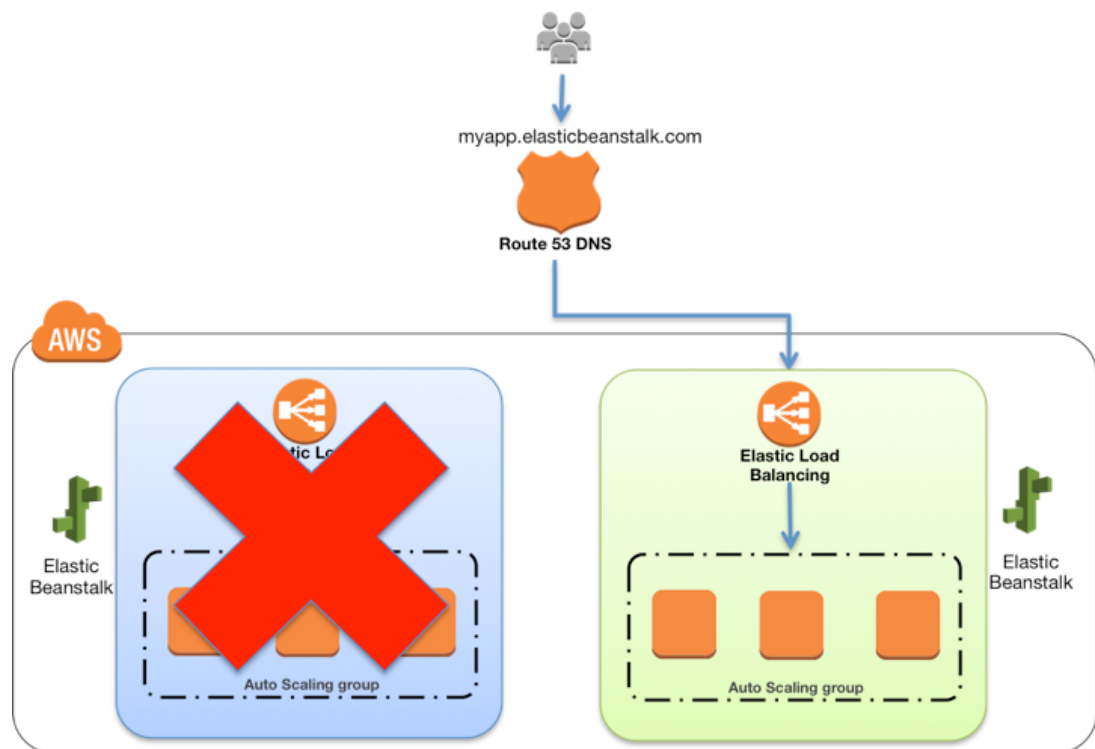 myapp.elasticbeanstalk.com
Route 53 DNS
AWS
Elastic Load
Balancing
Elastic
Beanstalk
Auto Scaling group
Elastic
Beanstalk
Auto Scaling group